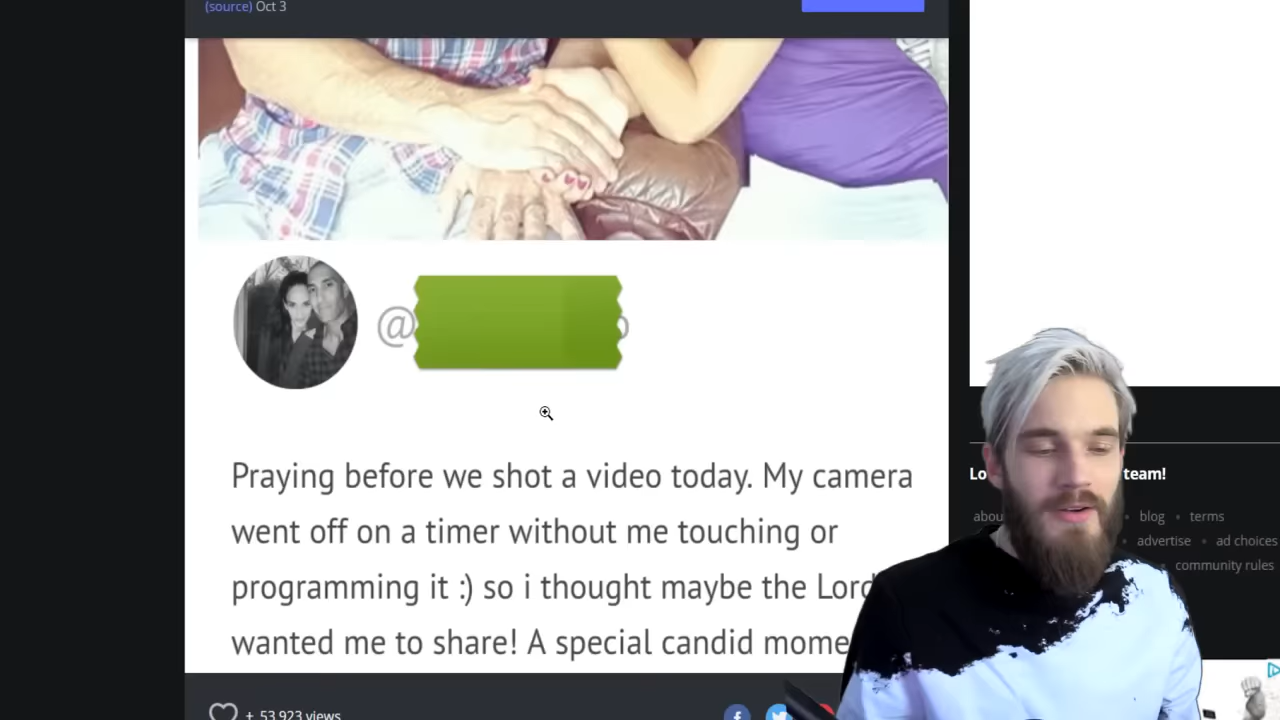 (source) Oct 3
@
Praying before we shot a video today. My camera
went off on a timer without me touching or
programming it :) so i thought maybe the Lord
wanted me to share! A special candid
+ 53,923 views
team!
blog • terms
advertise • ad choices
community rules